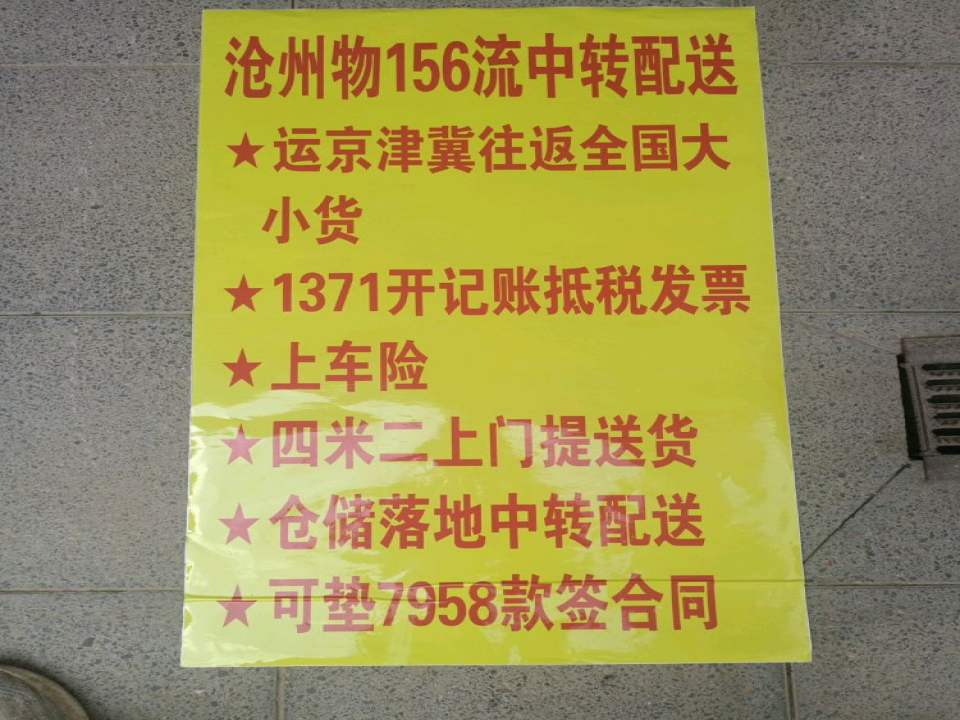 沧州物156流中转配送
★运京津冀往返全国大
小货
★1371开记账抵税发票
★上车险
★四米二上门提送货
★仓储落地中转配送
★可垫7958款签合同